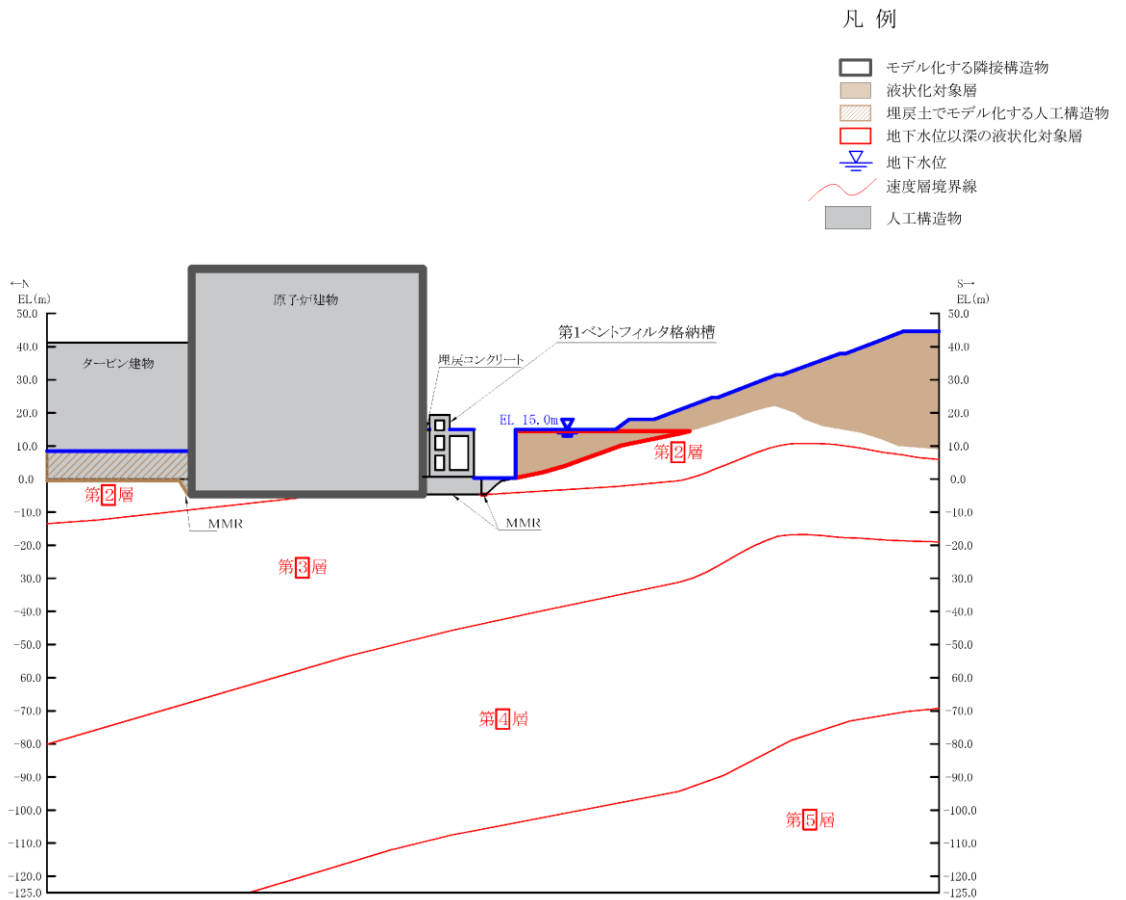 凡 例
モデル化する隣接構造物
液状化対象層
埋戻土でモデル化する人工構造物
地下水位以深の液状化対象層
地下水位
速度層境界線
人工構造物
←N
EL(m)
S→
EL(m)
50.0
40.0
30.0
20.0
10.0
0.0
-10.0
-20.0
30.0
-40.0
-50.0
-60.0
-70.0
-80.0
-90.0
-100.0
-110.0
-120.0
-125.0
原子炉建物
タービン建物
第1ベントフィルタ格納槽
埋戻コンクリート
EL 15.0m
第2層
第2層
MMR
MMR
第3層
第4層
第5層
50.0
40.0
30.0
20.0
10.0
0.0
-10.0
-20.0
30.0
-40.0
-50.0
-60.0
-70.0
-80.0
-90.0
-100.0
-110.0
-120.0
-125.0